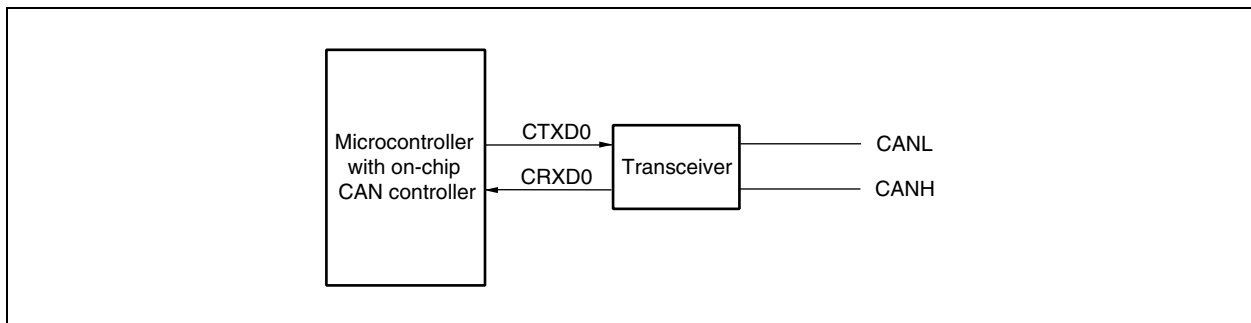 Microcontroller
with on-chip
CAN controller
CTXD0
CRXD0
Transceiver
CANL
CANH